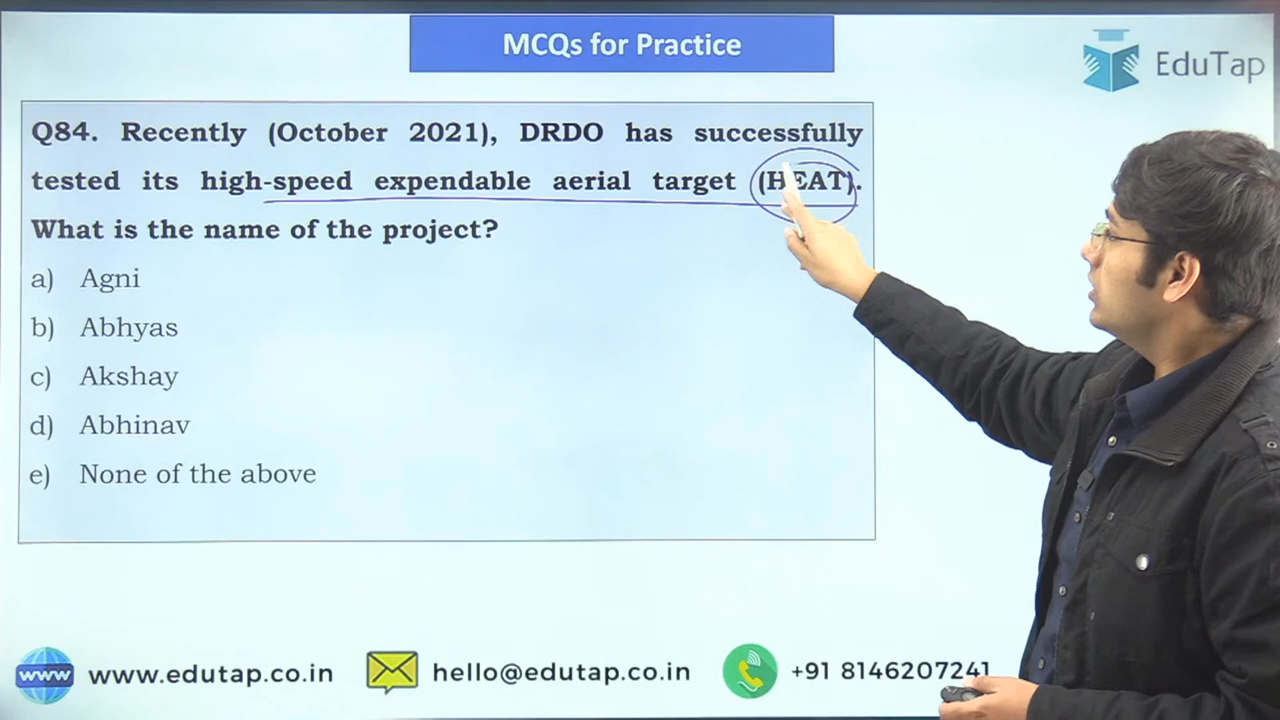 MCQs for Practice
EduTap
Q84. Recently (October 2021), DRDO has successfully
tested its high-speed expendable aerial target (HEAT).
What is the name of the project?
a) Agni
b) Abhyas
c) Akshay
d) Abhinav
e) None of the above
www www.edutap.co.in hello@edutap.co.in +91 8146207241